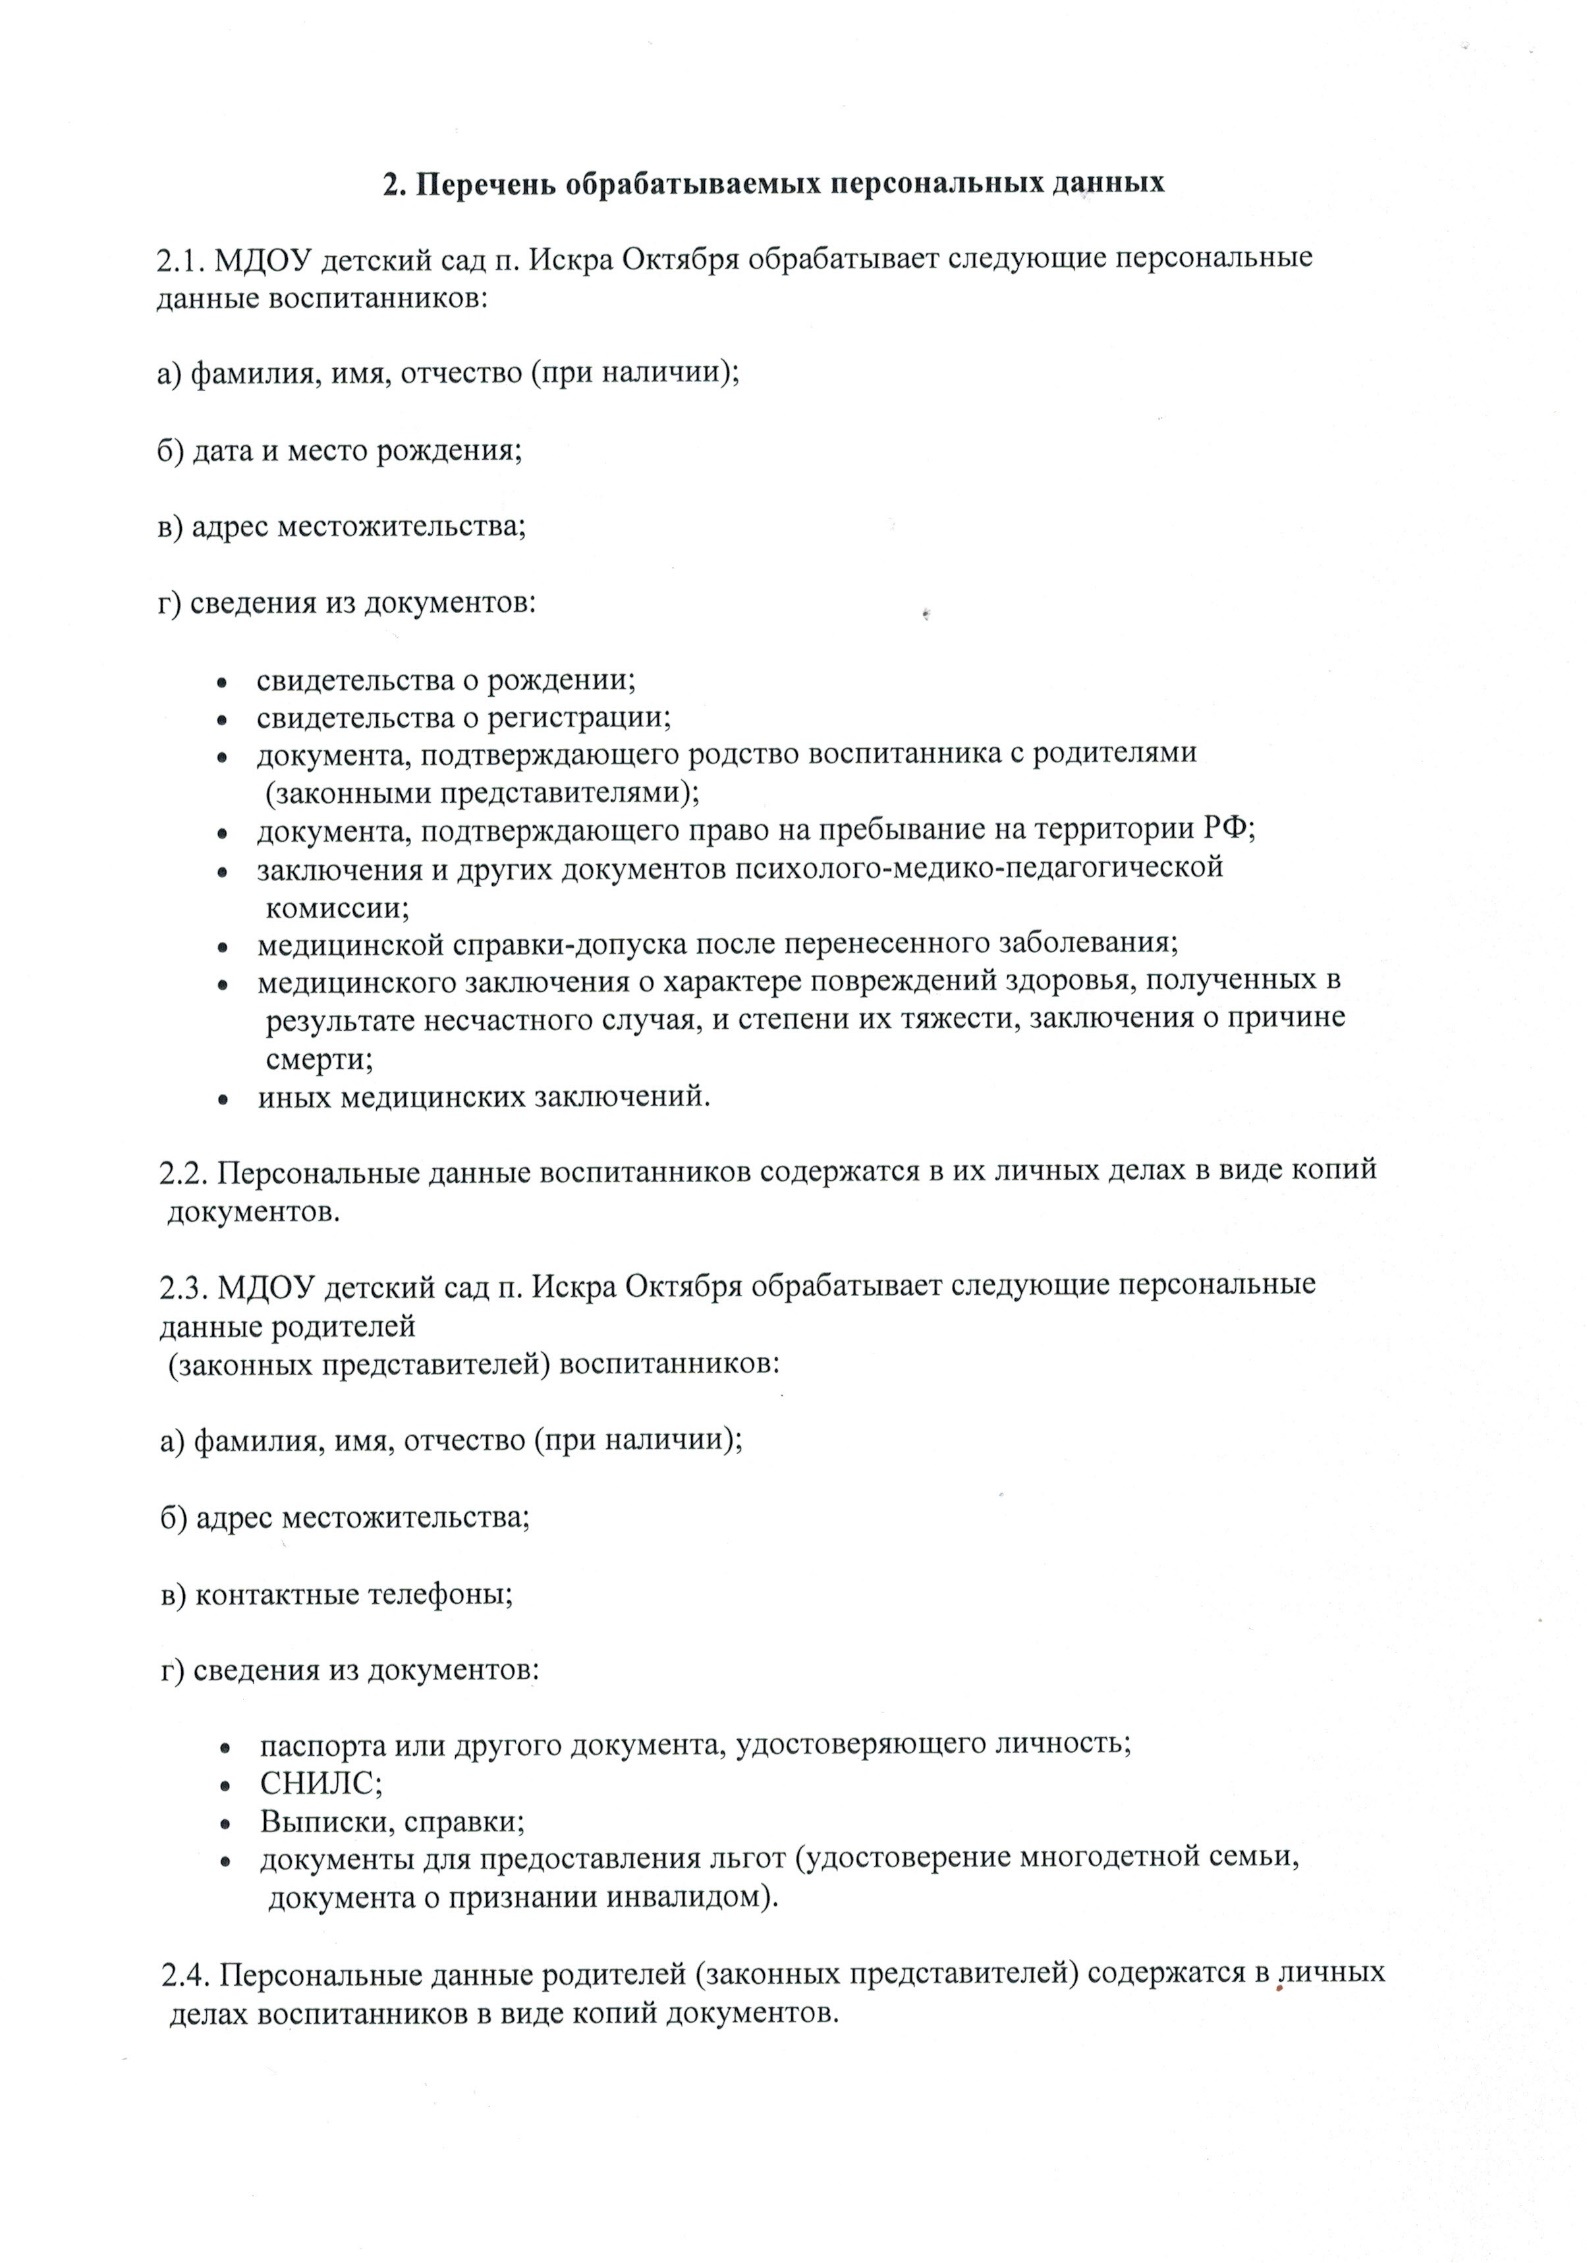 2. Перечень обрабатываемых персональных данных
2.1. МДОУ детский сад п. Искра Октября обрабатывает следующие персональные
данные воспитанников:
а) фамилия, имя, отчество (при наличии);
б) дата и место рождения;
в) адрес местожительства;
г) сведения из документов:
• свидетельства о рождении;
• свидетельства о регистрации;
• документа, подтверждающего родство воспитанника с родителями
(законными представителями);
• документа, подтверждающего право на пребывание на территории РФ;
• заключения и других документов психолого-медико-педагогической
комиссии;
• медицинской справки-допуска после перенесенного заболевания;
• медицинского заключения о характере повреждений здоровья, полученных в
результате несчастного случая, и степени их тяжести, заключения о причине
смерти;
• иных медицинских заключений.
2.2. Персональные данные воспитанников содержатся в их личных делах в виде копий
документов.
2.3. МДОУ детский сад п. Искра Октября обрабатывает следующие персональные
данные родителей
(законных представителей) воспитанников:
а) фамилия, имя, отчество (при наличии);
б) адрес местожительства;
в) контактные телефоны;
г) сведения из документов:
• паспорта или другого документа, удостоверяющего личность;
• СНИЛС;
• Выписки, справки;
• документы для предоставления льгот (удостоверение многодетной семьи,
документа о признании инвалидом).
2.4. Персональные данные родителей (законных представителей) содержатся в личных
делах воспитанников в виде копий документов.